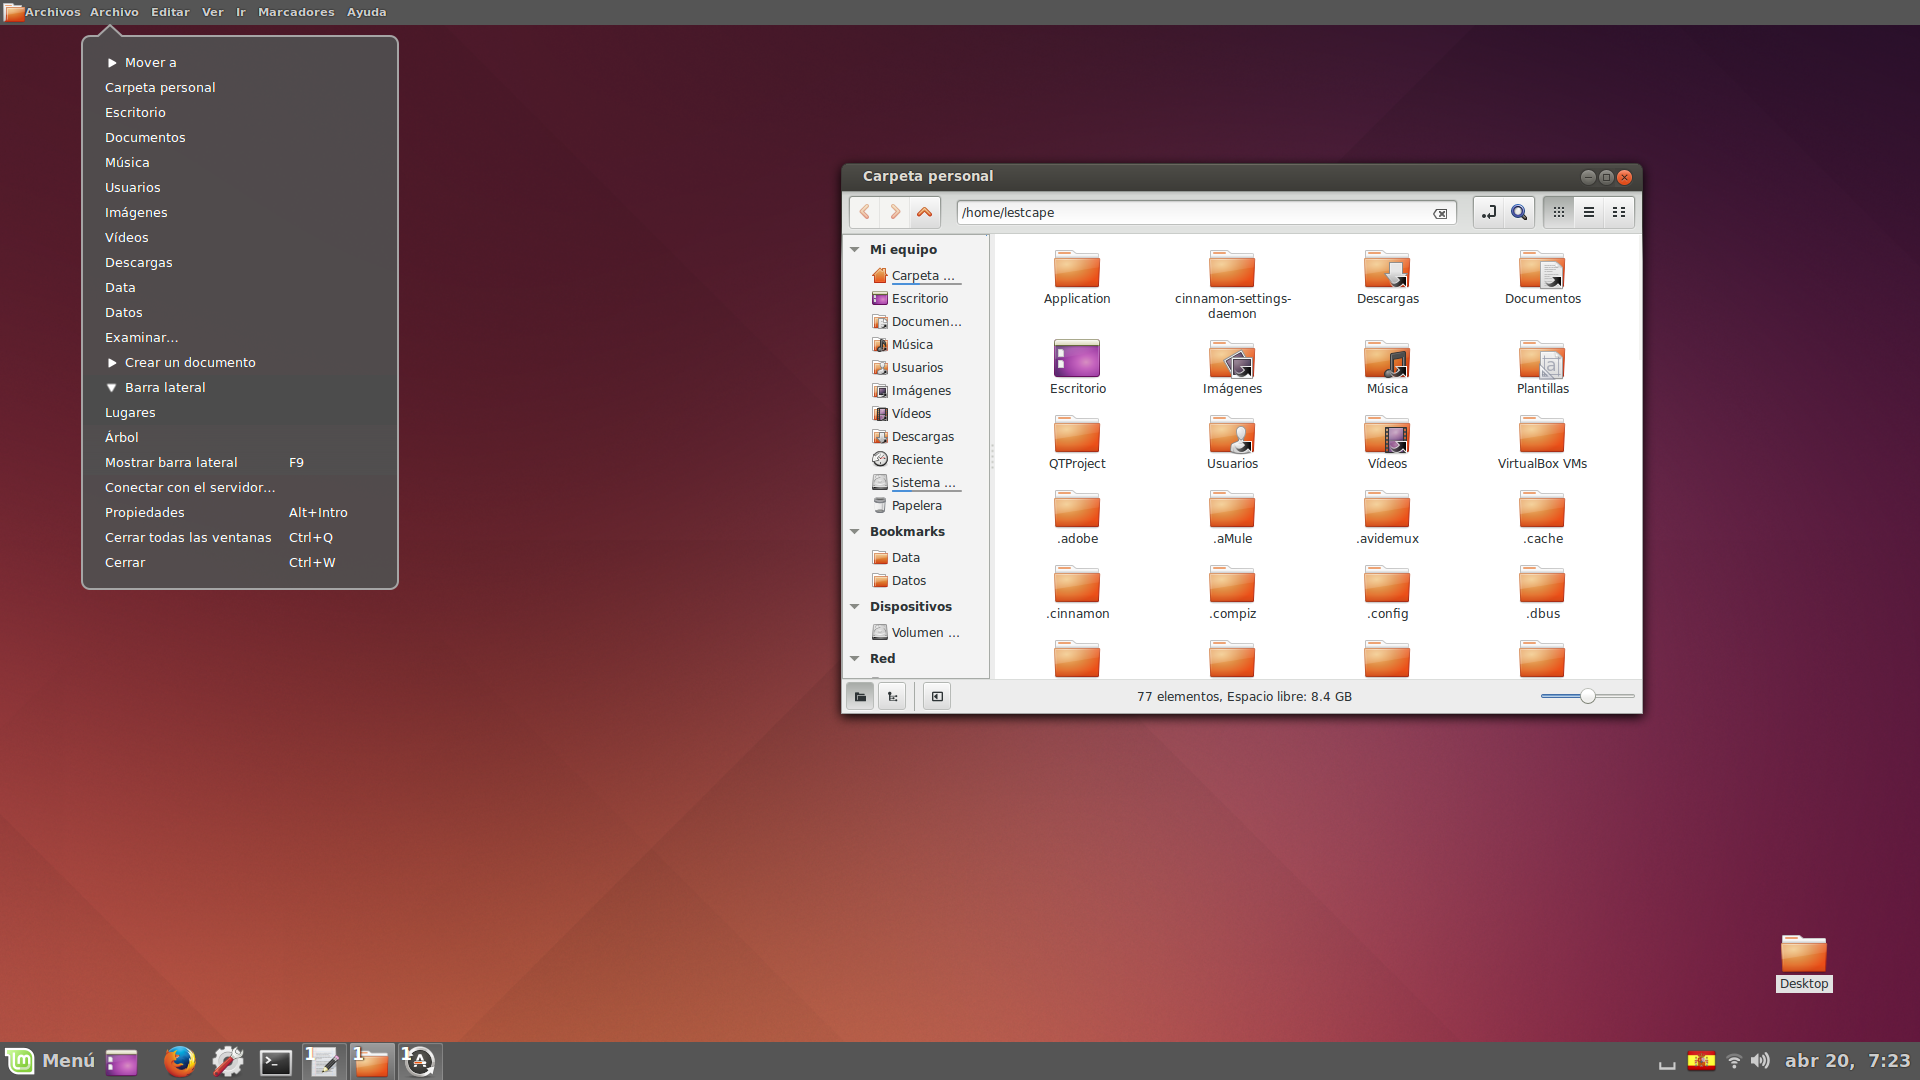 Archivos Archivo Editar Ver Ir Marcadores Ayuda
Mover a
Carpeta personal
Escritorio
Documentos
Música
Usuarios
Imágenes
Vídeos
Descargas
Data
Datos
Examinar...
Crear un documento
Barra lateral
Lugares
Árbol
Mostrar barra lateral F9
Conectar con el servidor...
Propiedades Alt+Intro
Cerrar todas las ventanas Ctrl+Q
Cerrar Ctrl+W
Carpeta personal
/home/lestcape
Mi equipo
Carpeta ...
Escritorio
Documen...
Música
Usuarios
Imágenes
Vídeos
Descargas
Reciente
Sistema ...
Papelera
Bookmarks
Data
Datos
Dispositivos
Volumen ...
Red
Application
cinnamon-settings-
daemon
Descargas
Documentos
Escritorio
Imágenes
Música
Plantillas
QTProject
Usuarios
Vídeos
VirtualBox VMs
.adobe
.aMule
.avidemux
.cache
.cinnamon
.compiz
.config
.dbus
77 elementos, Espacio libre: 8.4 GB
Desktop
Menú
1
1
1
abr 20, 7:23